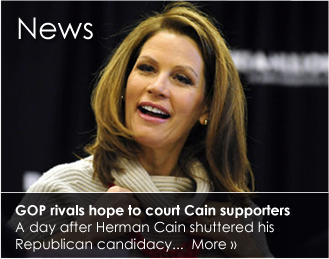 News
GOP rivals hope to court Cain supporters
A day after Herman Cain shuttered his
Republican candidacy... More »